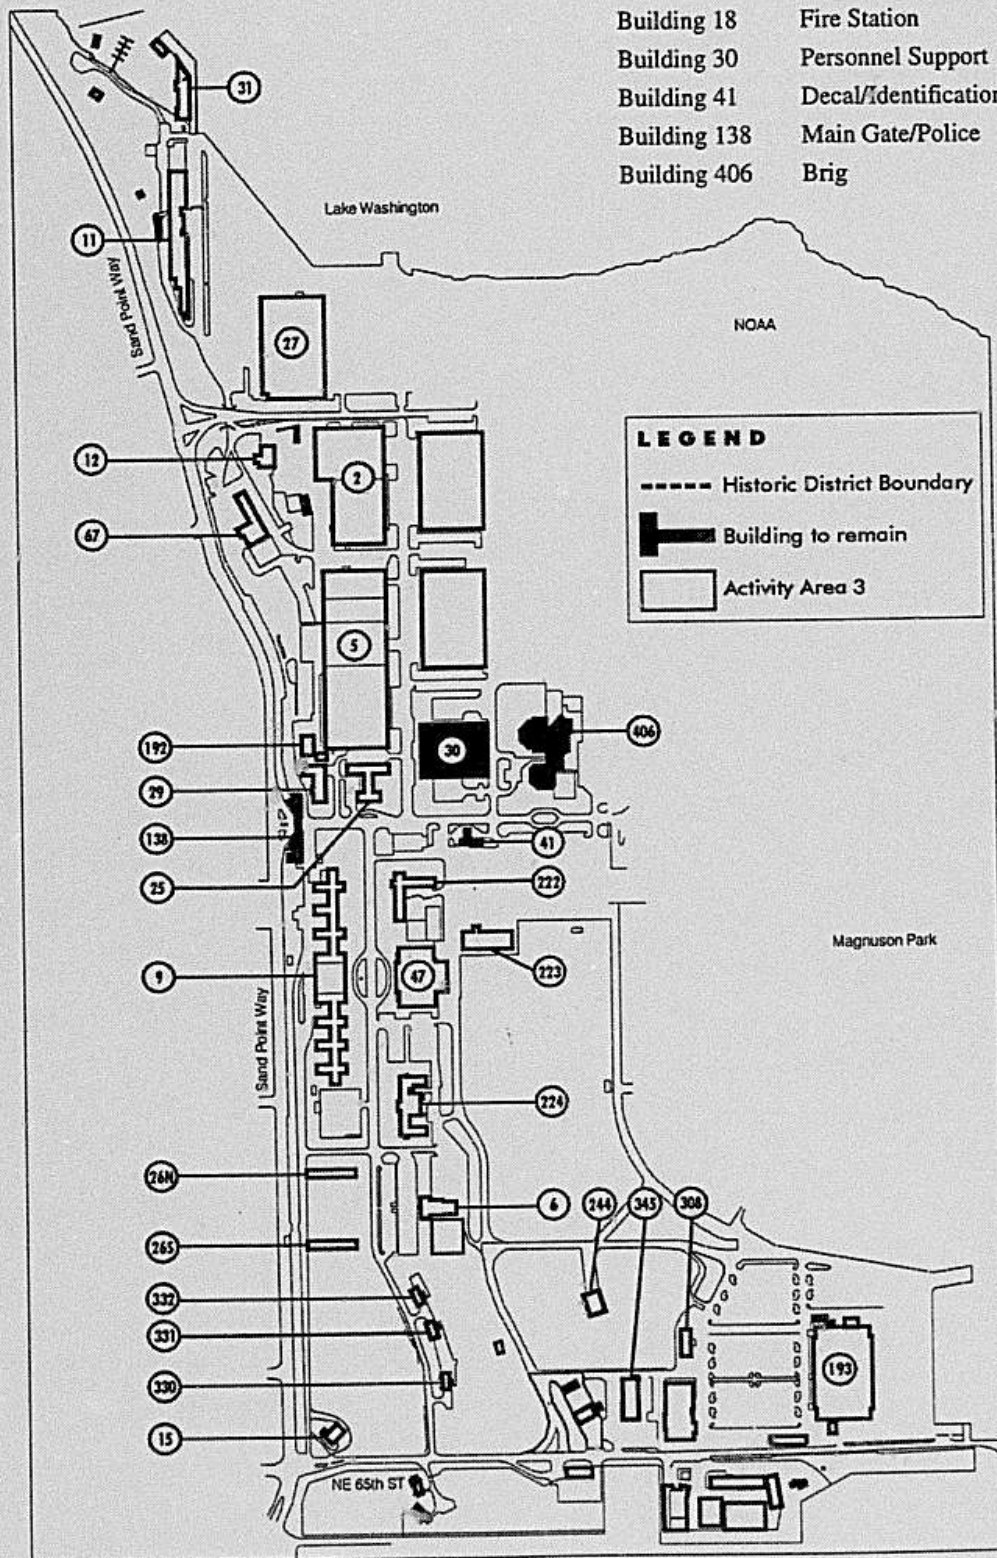 Building 18 Fire Station
Building 30 Personnel Support
Building 41 Decal/Identification
Building 138 Main Gate/Police
Building 406 Brig
31
Lake Washington
11
Sand Point Way
27
NOAA
LEGEND
Historic District Boundary
Building to remain
Activity Area 3
12
2
67
5
192
30
406
29
138
41
25
222
9
47
223
Magnuson Park
Sand Point Way
224
26N
6
244
345
308
26S
332
331
330
193
15
NE 65th ST